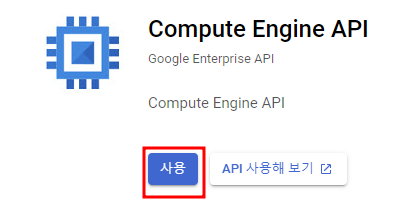 Compute Engine API
Google Enterprise API
Compute Engine API
사용 API 사용해 보기